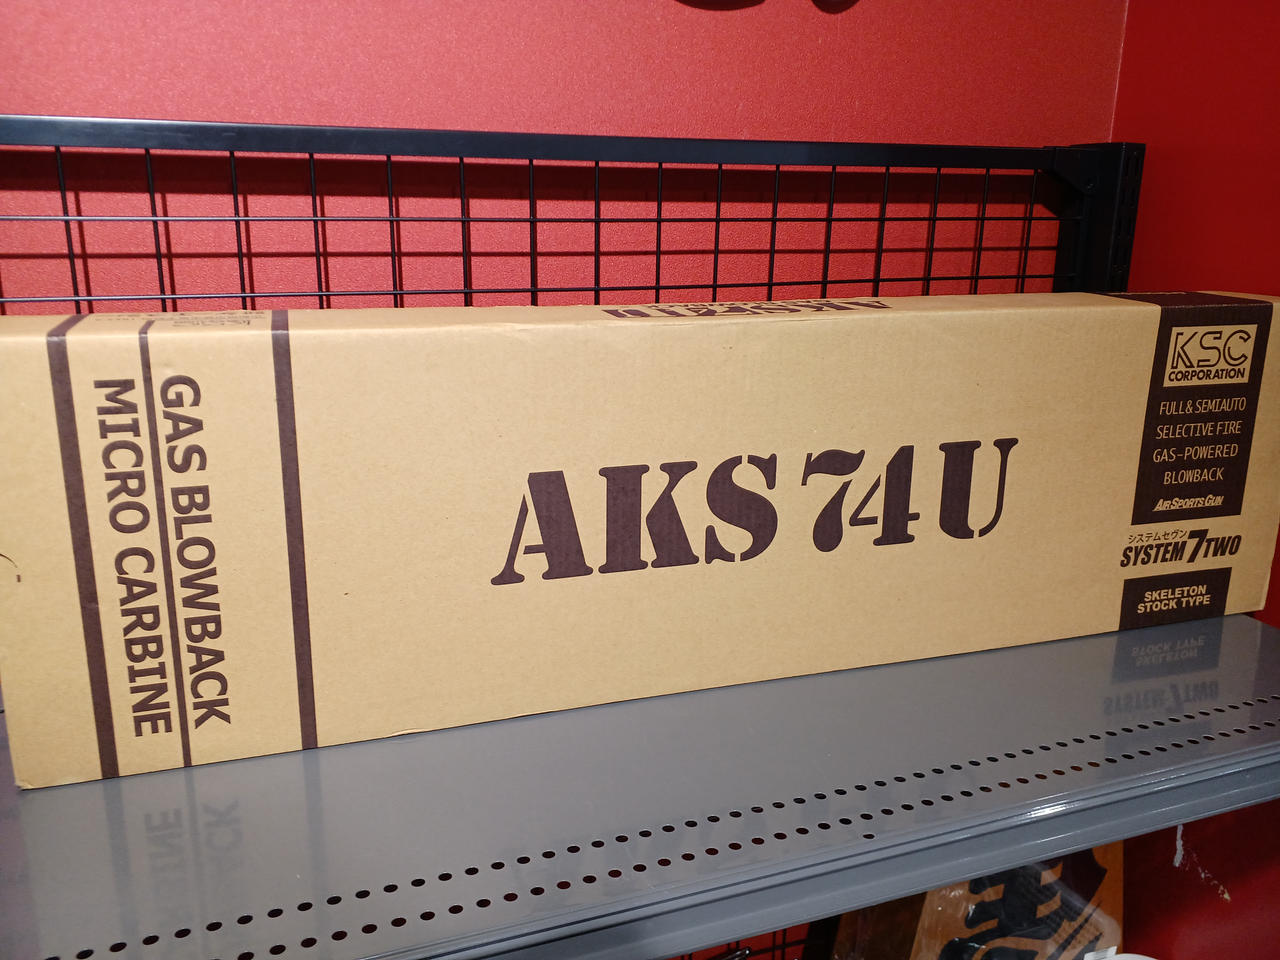 AKS74U
GAS BLOWBACK
MICRO CARBINE
AKS74U
KSC
CORPORATION
FULL & SEMIAUTO
SELECTIVE FIRE
GAS-POWERED
BLOWBACK
AIR SPORTS GUN
システムセヴン
SYSTEM 7 TWO
SKELETON
STOCK TYPE